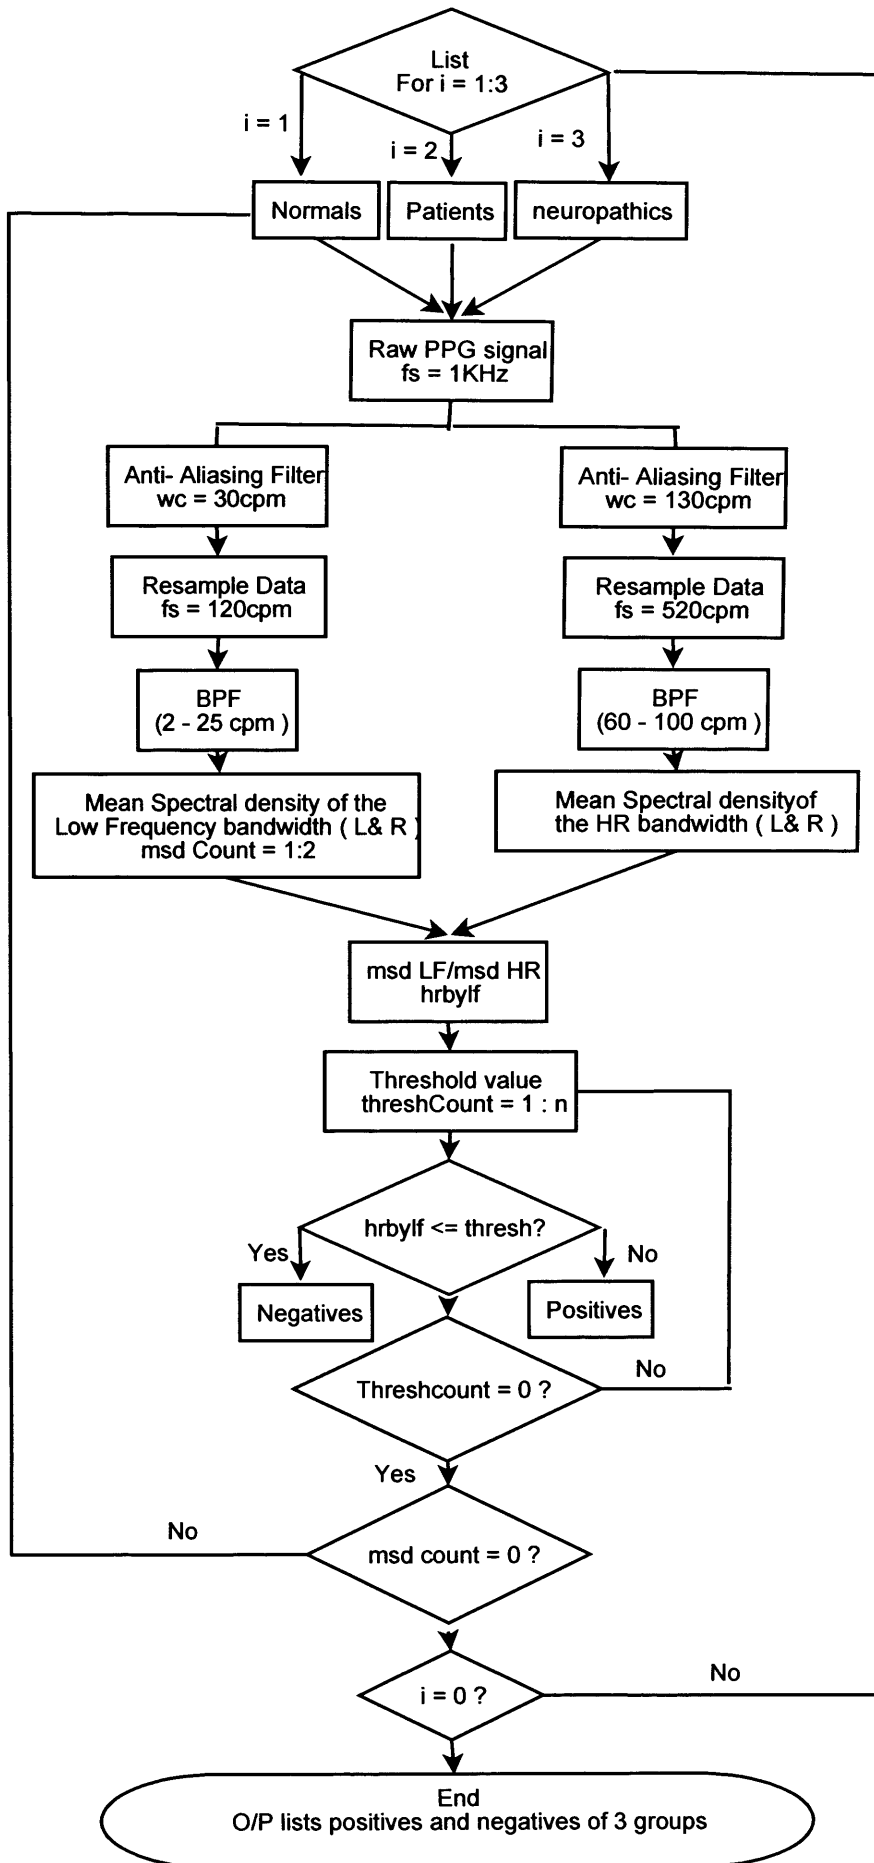 List
For i = 1:3
i = 1
i = 2
i = 3
Normals
Patients
neuropathics
Raw PPG signal
fs = 1KHz
Anti- Aliasing Filter
wc = 30cpm
Anti- Aliasing Filter
wc = 130cpm
Resample Data
fs = 120cpm
Resample Data
fs = 520cpm
BPF
(2 - 25 cpm )
BPF
(60 - 100 cpm )
Mean Spectral density of the
Low Frequency bandwidth ( L& R )
msd Count = 1:2
Mean Spectral densityof
the HR bandwidth ( L& R )
msd LF/msd HR
hrbylf
Threshold value
threshCount = 1 : n
hrbylf <= thresh?
Yes
No
Negatives
Positives
Threshcount = 0 ?
No
Yes
msd count = 0 ?
No
i = 0 ?
No
End
O/P lists positives and negatives of 3 groups